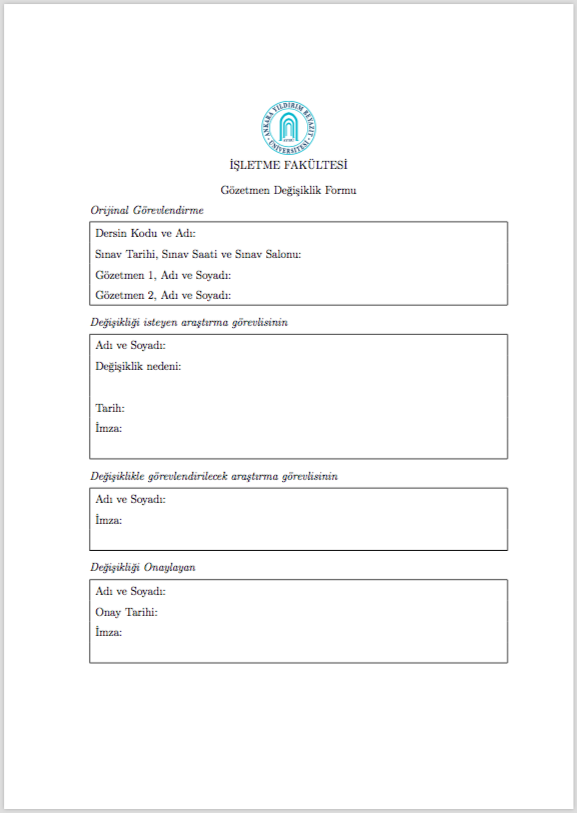 ANKARA YILDIRIM BEYAZIT
ÜNİVERSİTESİ
İŞLETME FAKÜLTESİ
Gözetmen Değişiklik Formu
Orijinal Görevlendirme
Dersin Kodu ve Adı:
Sınav Tarihi, Sınav Saati ve Sınav Salonu:
Gözetmen 1, Adı ve Soyadı:
Gözetmen 2, Adı ve Soyadı:
Değişikliği isteyen araştırma görevlisinin
Adı ve Soyadı:
Değişiklik nedeni:
Tarih:
İmza:
Değişiklikle görevlendirilecek araştırma görevlisinin
Adı ve Soyadı:
İmza:
Değişikliği Onaylayan
Adı ve Soyadı:
Onay Tarihi:
İmza: